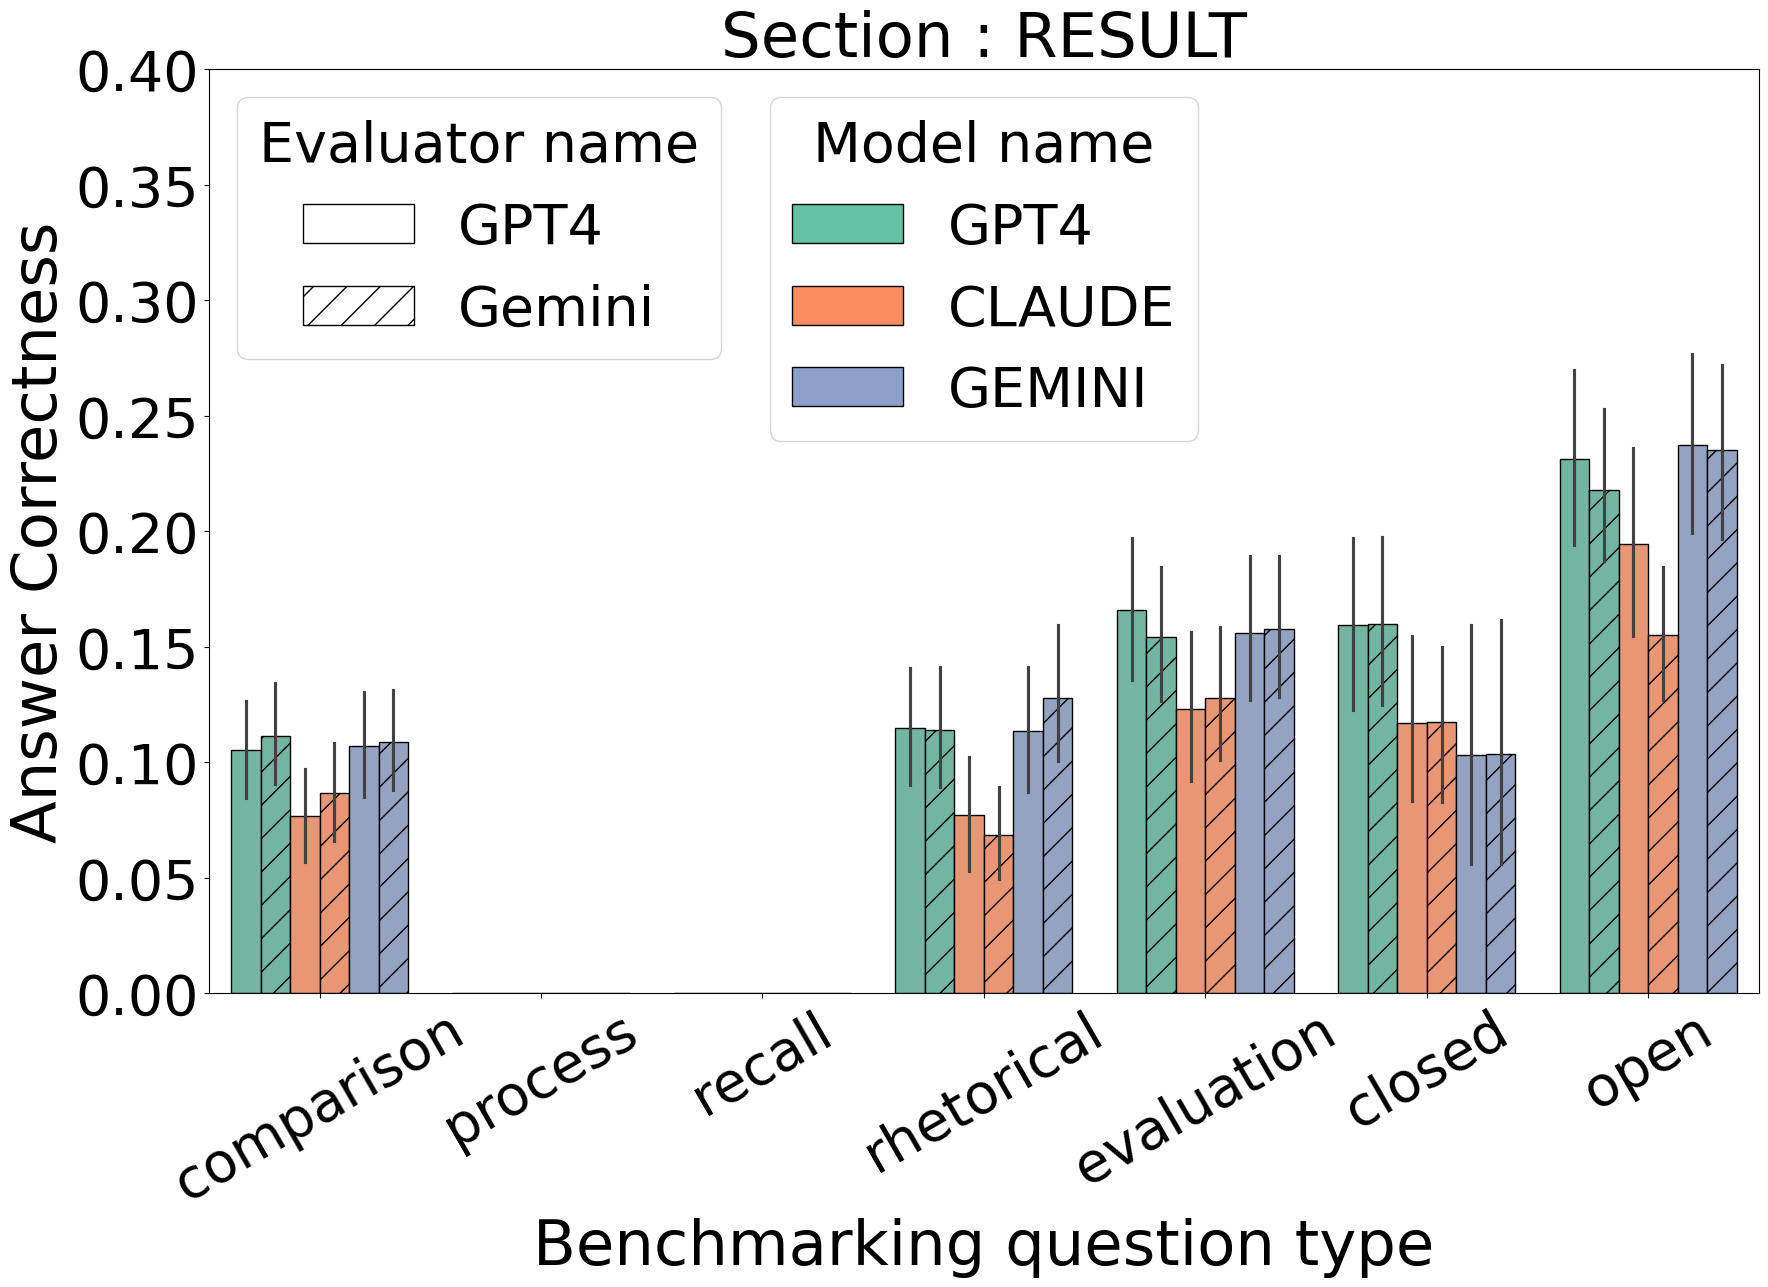 Section : RESULT
Answer Correctness
0.40
0.35
0.30
0.25
0.20
0.15
0.10
0.05
0.00
Evaluator name
GPT4
Gemini
Model name
GPT4
CLAUDE
GEMINI
comparison
process
recall
rhetorical
evaluation
closed
open
Benchmarking question type